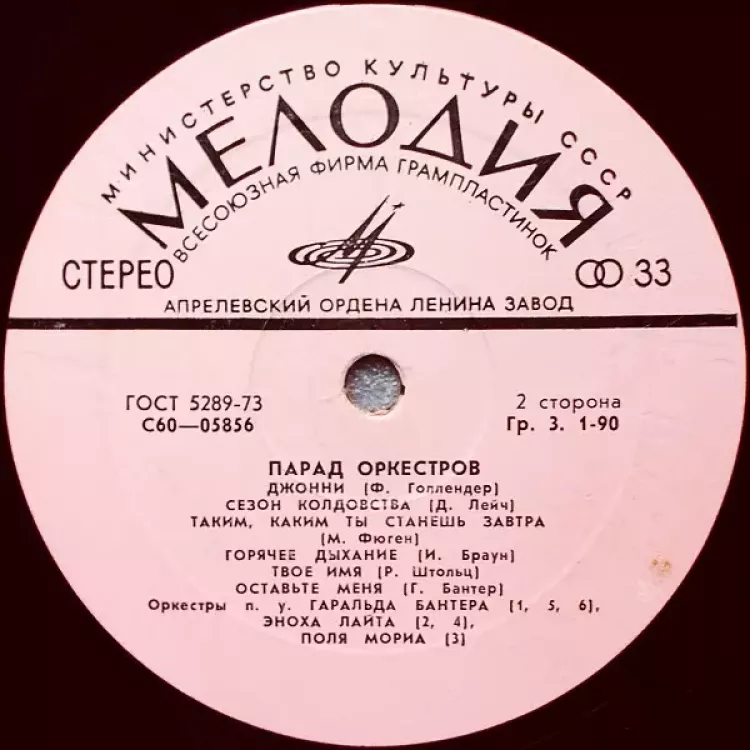 МИНИСТЕРСТВО КУЛЬТУРЫ СССР
МЕЛОДИЯ
ВСЕСОЮЗНАЯ ФИРМА ГРАМПЛАСТИНОК
СТЕРЕО 33
АПРЕЛЕВСКИЙ ОРДЕНА ЛЕНИНА ЗАВОД
ГОСТ 5289-73 2 сторона
С60—05856 Гр. 3. 1-90
ПАРАД ОРКЕСТРОВ
ДЖОННИ (Ф. Голлендер)
СЕЗОН КОЛДОВСТВА (Д. Лейч)
ТАКИМ, КАКИМ ТЫ СТАНЕШЬ ЗАВТРА
(М. Фюген)
ГОРЯЧЕЕ ДЫХАНИЕ (И. Браун)
ТВОЕ ИМЯ (Р. Штольц)
ОСТАВЬТЕ МЕНЯ (Г. Бантер)
Оркестры п. у. ГАРАЛЬДА БАНТЕРА (1, 5, 6),
ЭНОХА ЛАЙТА (2, 4),
ПОЛЯ МОРИА (3)